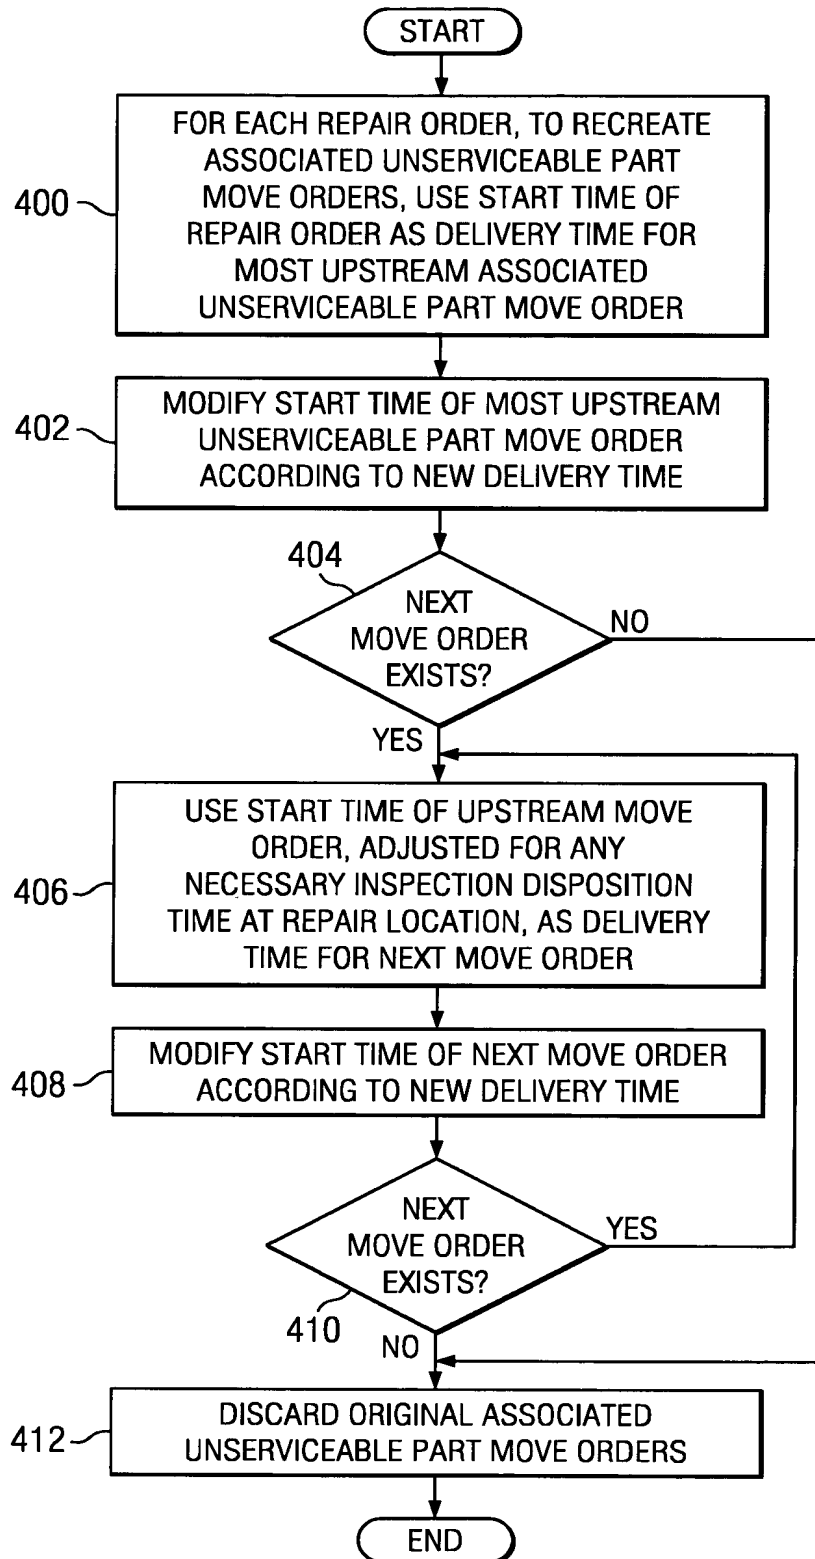 START
400
FOR EACH REPAIR ORDER, TO RECREATE
ASSOCIATED UNSERVICEABLE PART
MOVE ORDERS, USE START TIME OF
REPAIR ORDER AS DELIVERY TIME FOR
MOST UPSTREAM ASSOCIATED
UNSERVICEABLE PART MOVE ORDER
402
MODIFY START TIME OF MOST UPSTREAM
UNSERVICEABLE PART MOVE ORDER
ACCORDING TO NEW DELIVERY TIME
404
NEXT
MOVE ORDER
EXISTS?
NO
YES
406
USE START TIME OF UPSTREAM MOVE
ORDER, ADJUSTED FOR ANY
NECESSARY INSPECTION DISPOSITION
TIME AT REPAIR LOCATION, AS DELIVERY
TIME FOR NEXT MOVE ORDER
408
MODIFY START TIME OF NEXT MOVE ORDER
ACCORDING TO NEW DELIVERY TIME
NEXT
MOVE ORDER
EXISTS?
YES
410
NO
412
DISCARD ORIGINAL ASSOCIATED
UNSERVICEABLE PART MOVE ORDERS
END